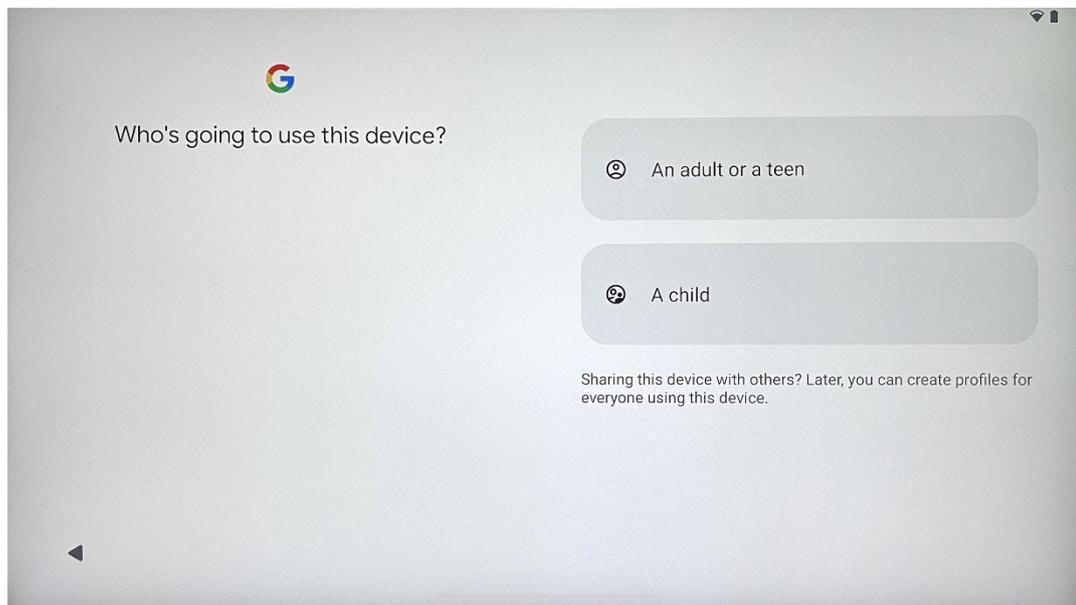 Who's going to use this device?
An adult or a teen
A child
Sharing this device with others? Later, you can create profiles for
everyone using this device.